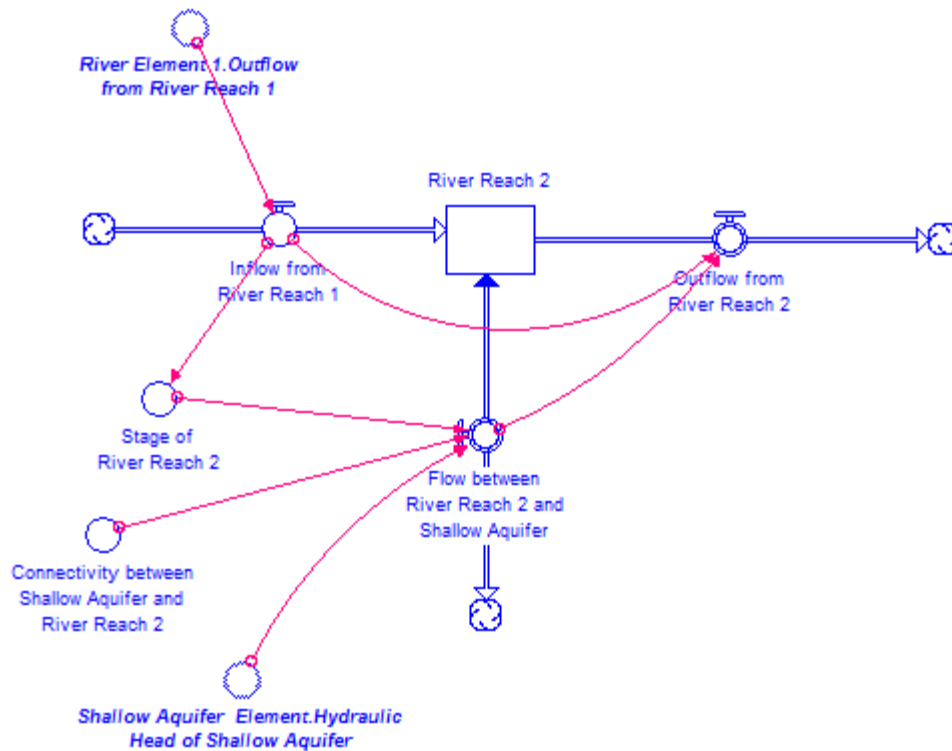 River Element 1.Outflow
from River Reach 1
River Reach 2
Inflow from
River Reach 1
Outflow from
River Reach 2
Stage of
River Reach 2
Flow between
River Reach 2 and
Shallow Aquifer
Connectivity between
Shallow Aquifer and
River Reach 2
Shallow Aquifer Element.Hydraulic
Head of Shallow Aquifer